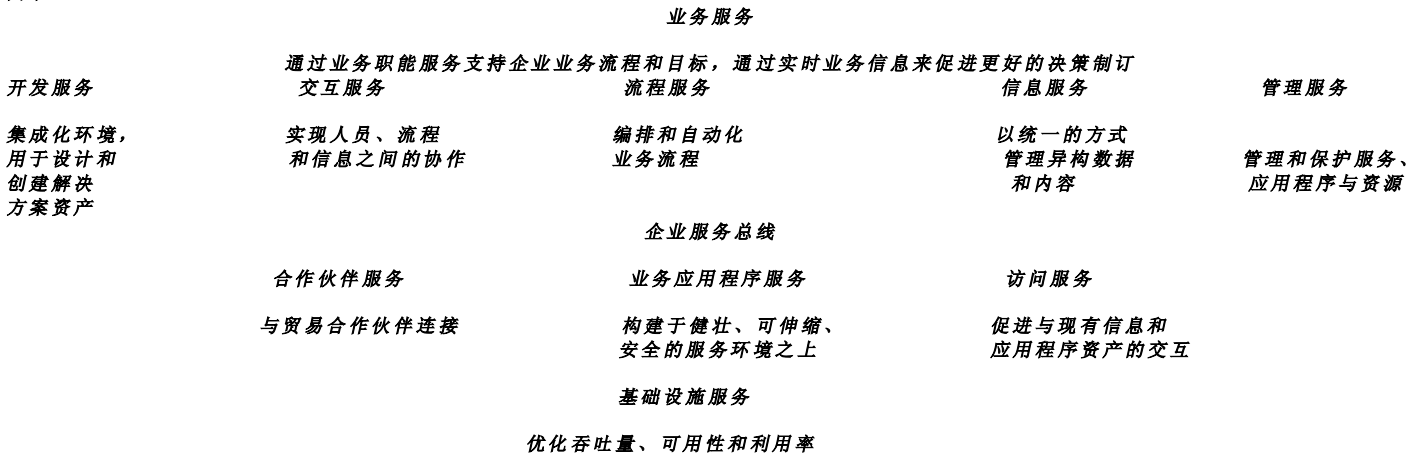 业务服务
通过业务职能服务支持企业业务流程和目标，通过实时业务信息来促进更好的决策制订
开发服务 交互服务 流程服务 信息服务 管理服务
集成化环境， 实现人员、流程 编排和自动化 以统一的方式
用于设计和 和信息之间的协作 业务流程 管理异构数据 管理和保护服务、
创建解决 和内容 应用程序与资源
方案资产
企业服务总线
合作伙伴服务 业务应用程序服务 访问服务
与贸易合作伙伴连接 构建于健壮、可伸缩、 促进与现有信息和
安全的服务环境之上 应用程序资产的交互
基础设施服务
优化吞吐量、可用性和利用率